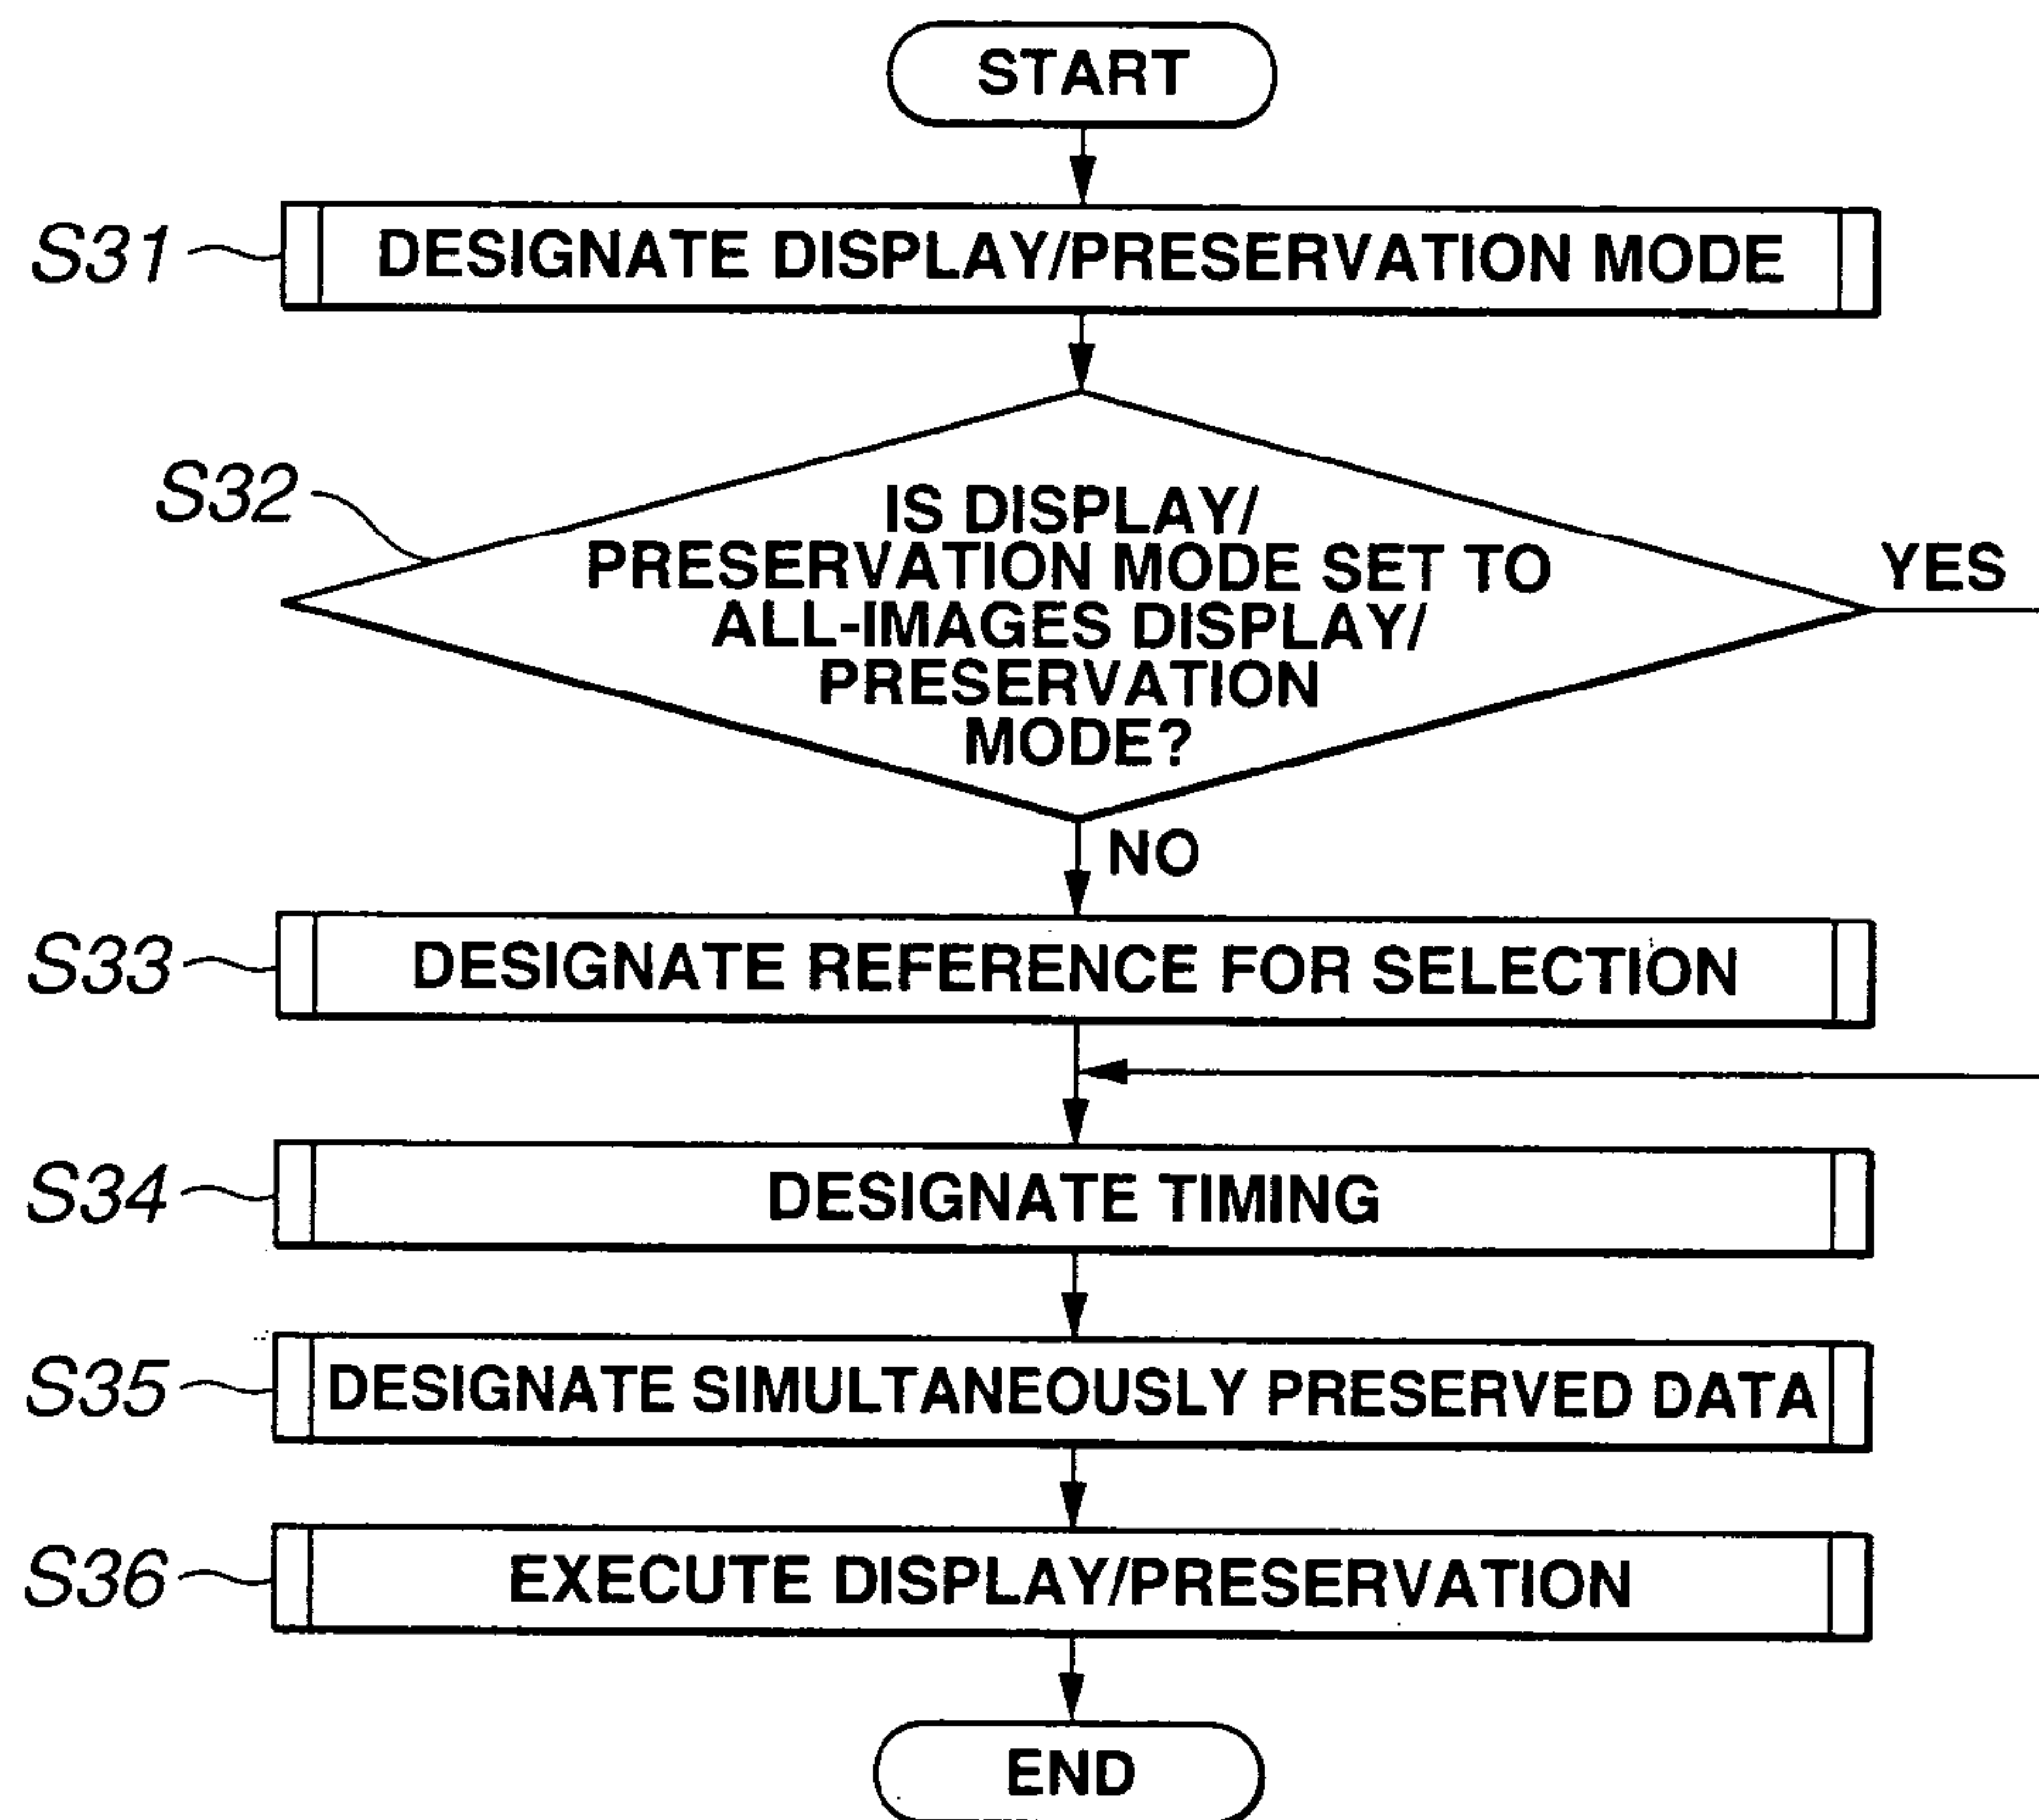 START
S31
DESIGNATE DISPLAY/PRESERVATION MODE
S32
IS DISPLAY/
PRESERVATION MODE SET TO
ALL-IMAGES DISPLAY/
PRESERVATION
MODE?
YES
NO
S33
DESIGNATE REFERENCE FOR SELECTION
S34
DESIGNATE TIMING
S35
DESIGNATE SIMULTANEOUSLY PRESERVED DATA
S36
EXECUTE DISPLAY/PRESERVATION
END